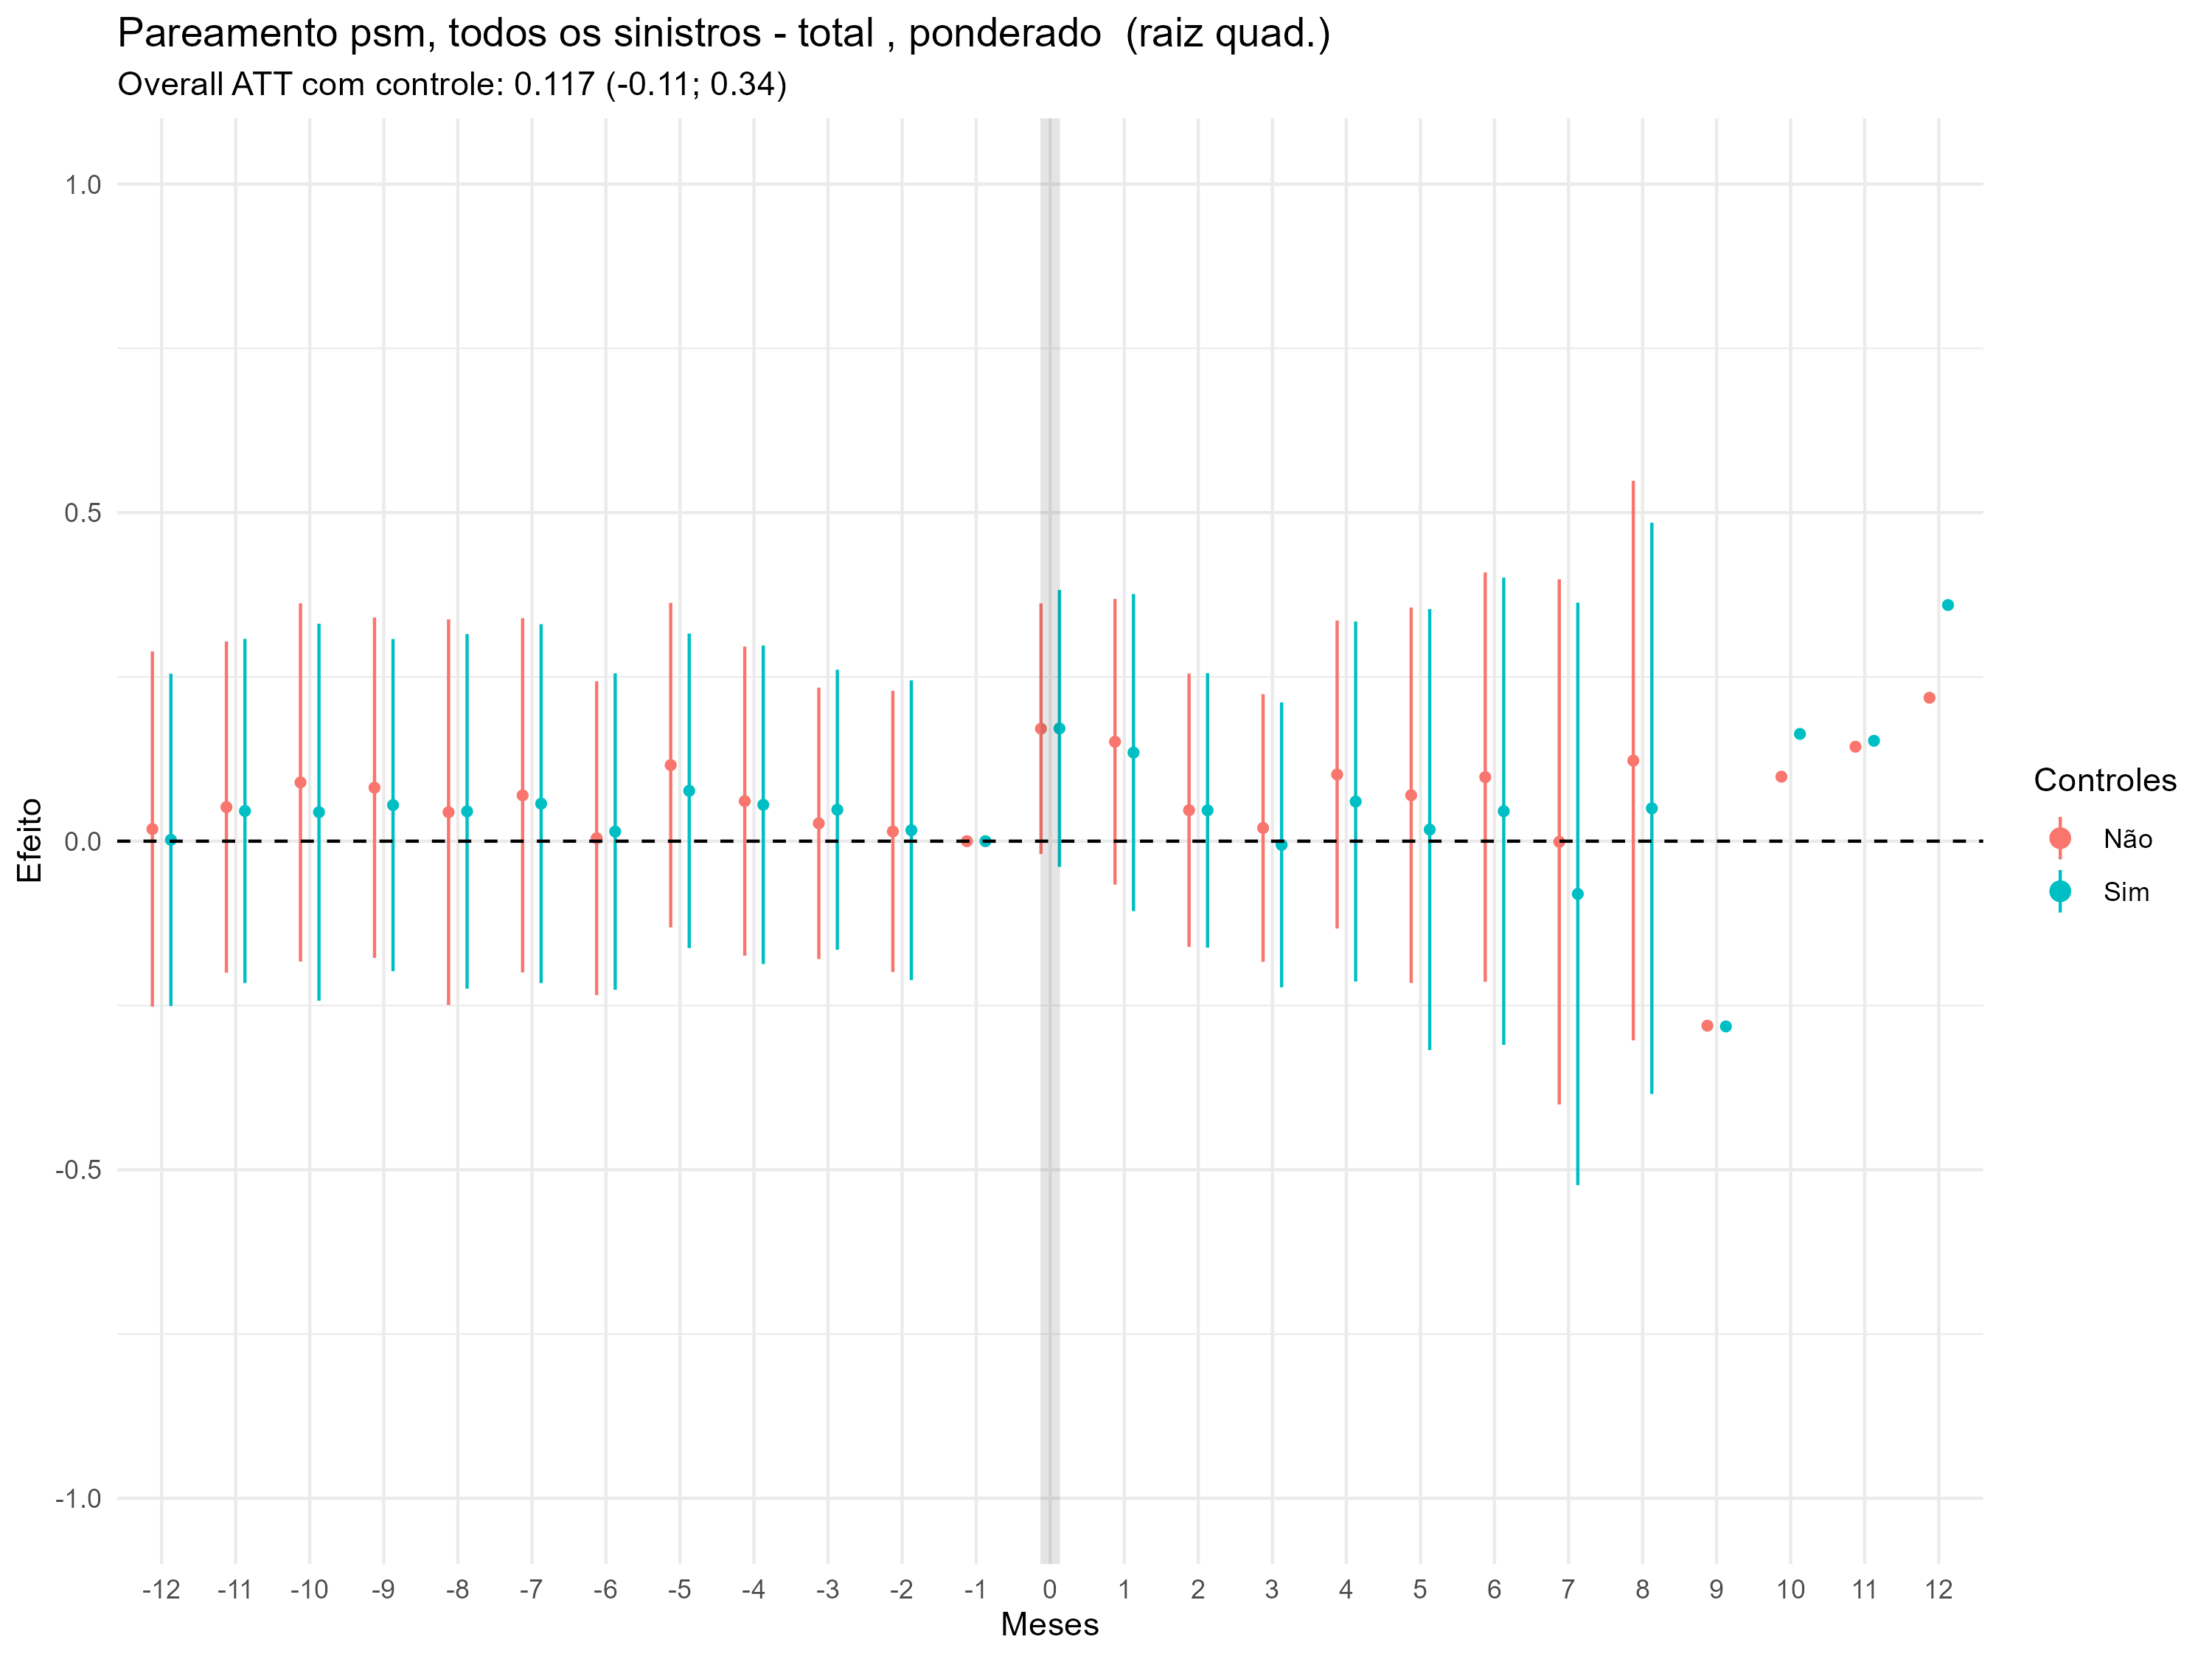 Pareamento psm, todos os sinistros - total , ponderado  (raiz quad.)
Overall ATT com controle: 0.117 (-0.11; 0.34)
1.0
0.5
0.0
-0.5
-1.0
Efeito
-12 -11 -10 -9 -8 -7 -6 -5 -4 -3 -2 -1 0 1 2 3 4 5 6 7 8 9 10 11 12
Meses
Controles
Não
Sim